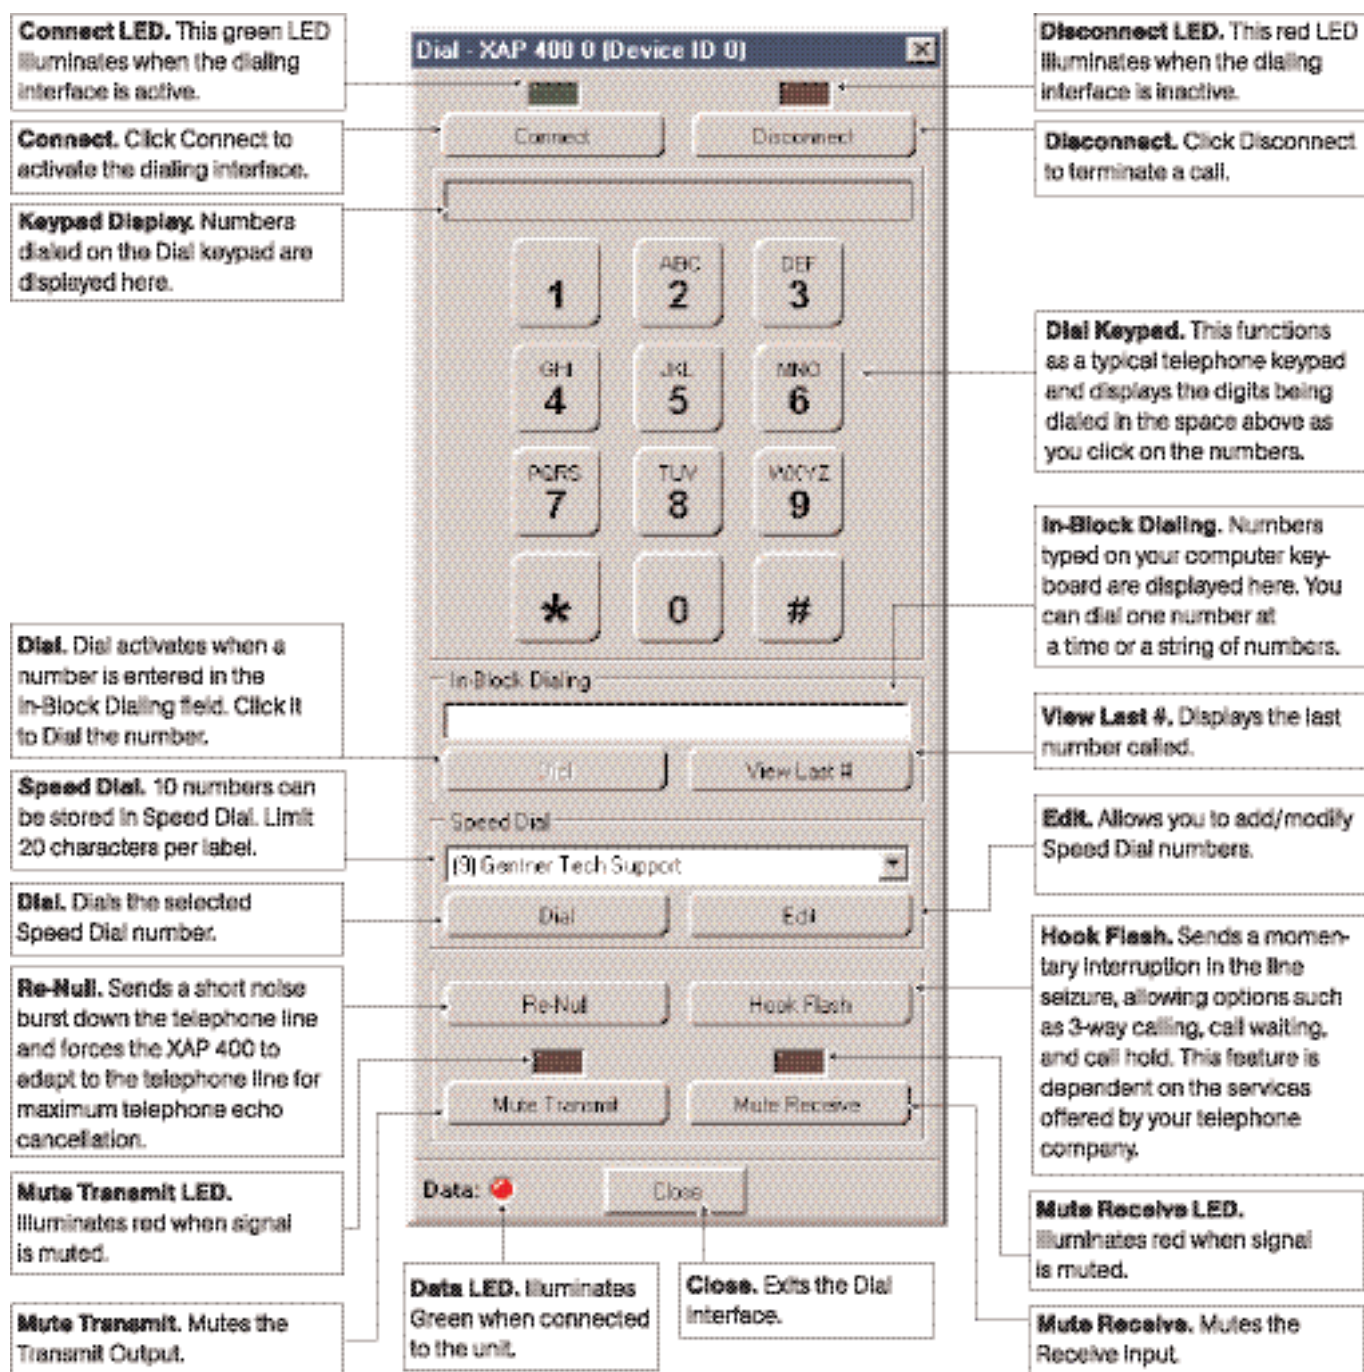 Connect LED. This green LED
illuminates when the dialing
interface is active.
Connect. Click Connect to
activate the dialing interface.
Keypad Display. Numbers
dialed on the Dial keypad are
displayed here.
Dial. Dial activates when a
number is entered in the
In-Block Dialing field. Click it
to Dial the number.
Speed Dial. 10 numbers can
be stored in Speed Dial. Limit
20 characters per label.
Dial. Dials the selected
Speed Dial number.
Re-Null. Sends a short noise
burst down the telephone line
and forces the XAP 400 to
adapt to the telephone line for
maximum telephone echo
cancellation.
Mute Transmit LED.
Illuminates red when signal
is muted.
Mute Transmit. Mutes the
Transmit Output.
Dial - XAP 400 0 (Device ID 0)
Connect
Disconnect
1
ABC
2
DEF
3
GHI
4
JKL
5
MNO
6
PQRS
7
TUV
8
WXYZ
9
*
0
#
In-Block Dialing
Dial
View Last #
Speed Dial
(9) Gentner Tech Support
Dial
Edit
Re-Null
Hook Flash
Mute Transmit
Mute Receive
Data:
Close
Data LED. Illuminates
Green when connected
to the unit.
Close. Exits the Dial
Interface.
Disconnect LED. This red LED
illuminates when the dialing
interface is inactive.
Disconnect. Click Disconnect
to terminate a call.
Dial Keypad. This functions
as a typical telephone keypad
and displays the digits being
dialed in the space above as
you click on the numbers.
In-Block Dialing. Numbers
typed on your computer key-
board are displayed here. You
can dial one number at
a time or a string of numbers.
View Last #. Displays the last
number called.
Edit. Allows you to add/modify
Speed Dial numbers.
Hook Flash. Sends a momen-
tary interruption in the line
seizure, allowing options such
as 3-way calling, call waiting,
and call hold. This feature is
dependent on the services
offered by your telephone
company.
Mute Receive LED.
Illuminates red when signal
is muted.
Mute Receive. Mutes the
Receive Input.